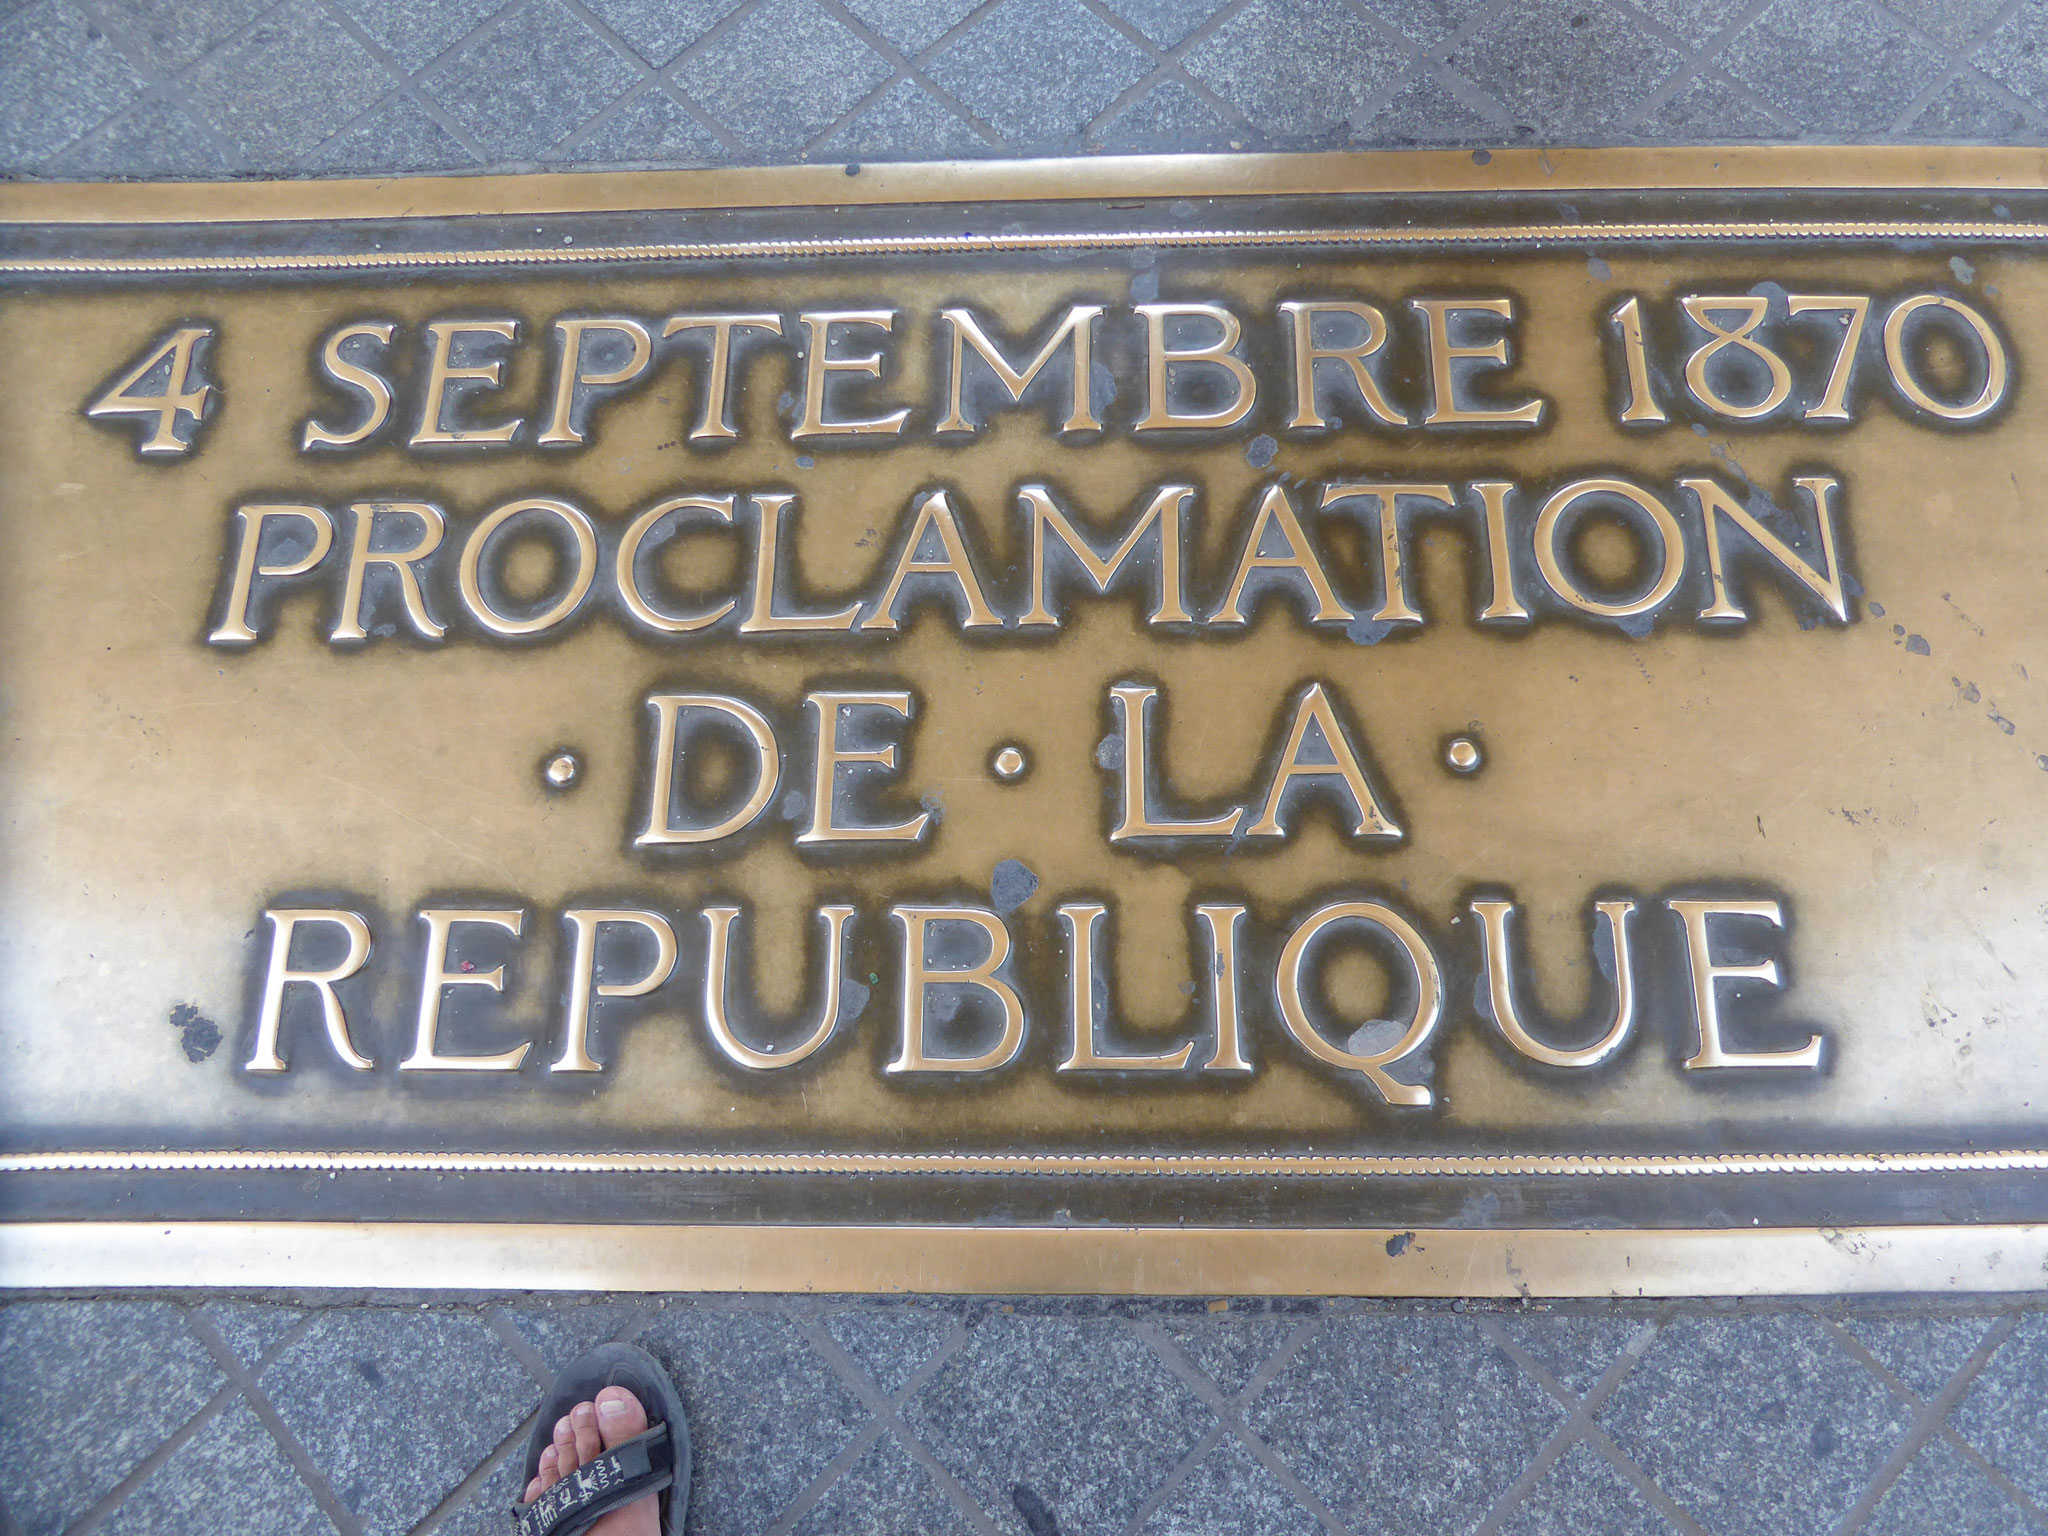 4 SEPTEMBRE 1870
PROCLAMATION
· DE · LA ·
REPUBLIQUE